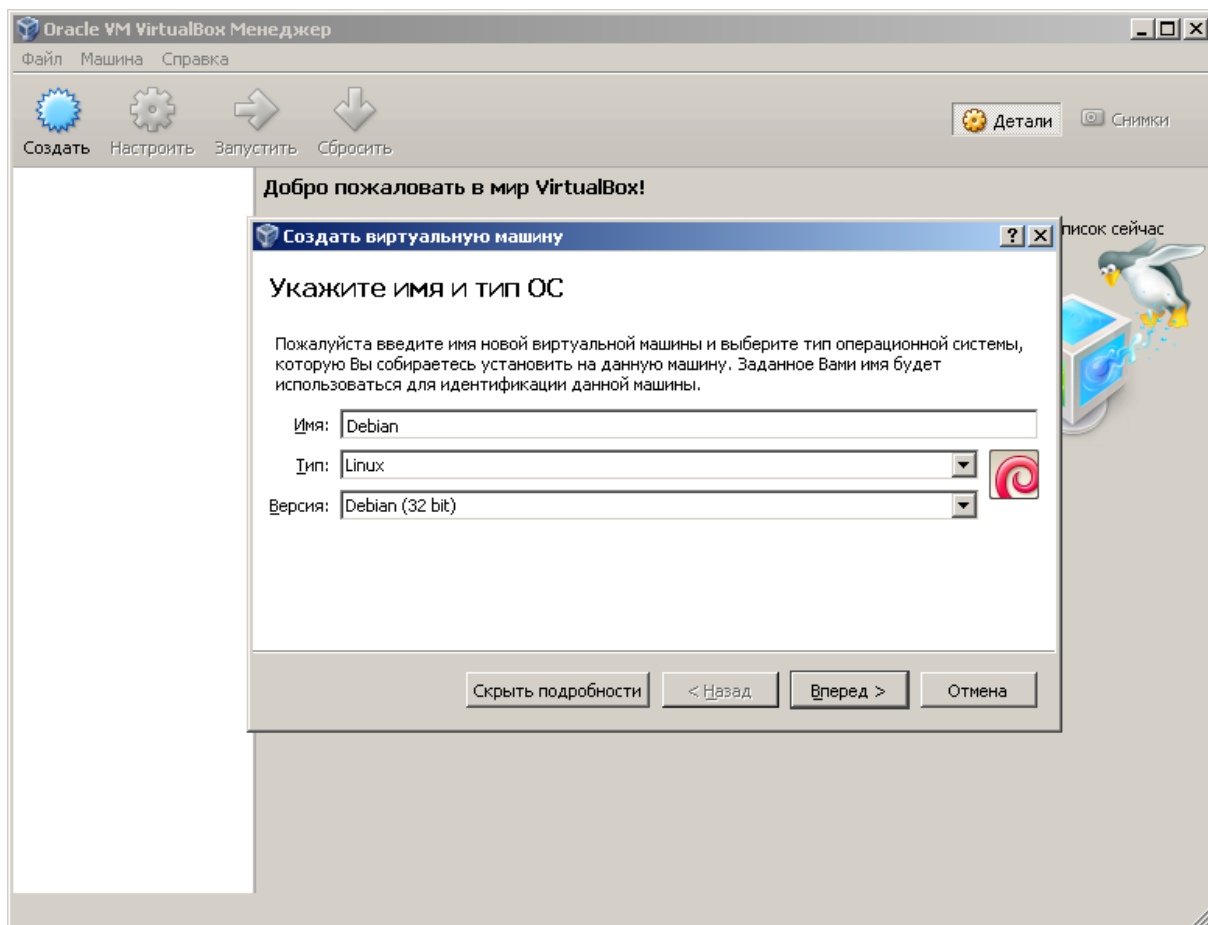 Oracle VM VirtualBox Менеджер
Файл Машина Справка
Создать Настроить Запустить Сбросить
Детали Снимки
Добро пожаловать в мир VirtualBox!
сейчас
Создать виртуальную машину
Укажите имя и тип ОС
Пожалуйста введите имя новой виртуальной машины и выберите тип операционной системы,
которую Вы собираетесь установить на данную машину. Заданное Вами имя будет
использоваться для идентификации данной машины.
Имя: Debian
Тип: Linux
Версия: Debian (32 bit)
Скрыть подробности < Назад Вперед > Отмена